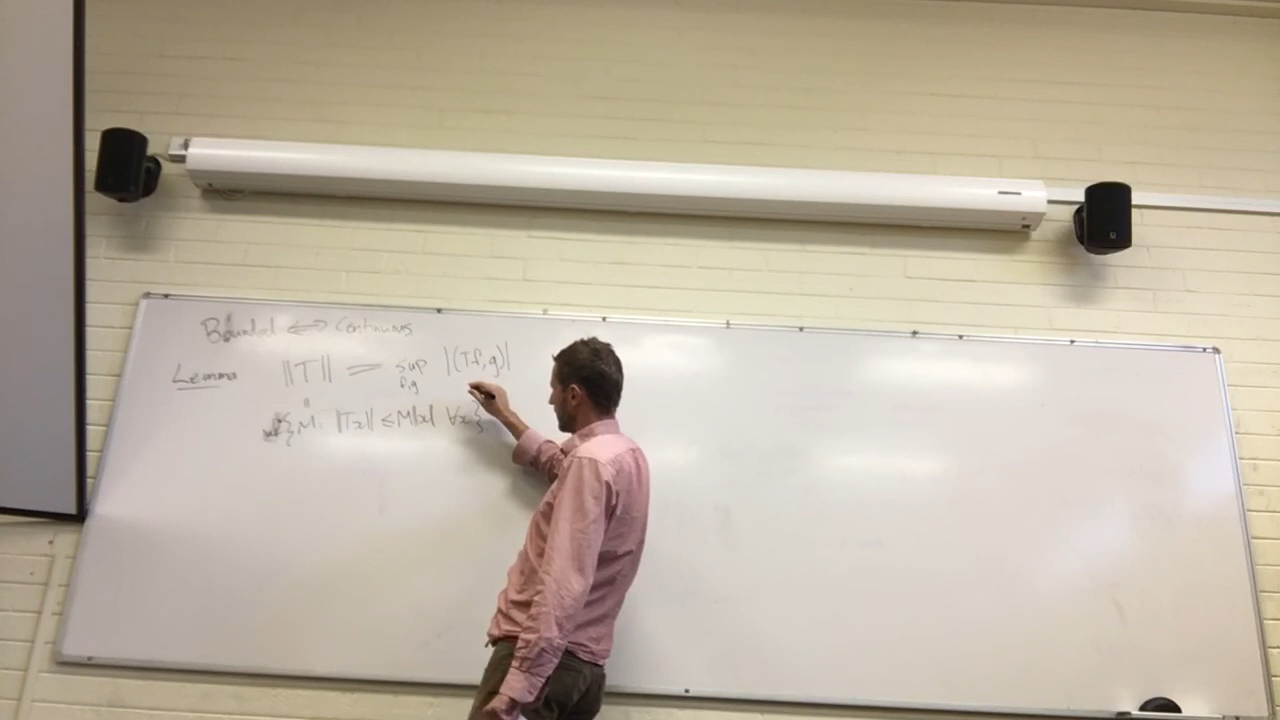 Bounded ⟺ Continuous
Lemma ||T|| = sup |(Tf,g)|
f,g
"
inf{M: ||Tx|| ≤ M||x|| ∀x}